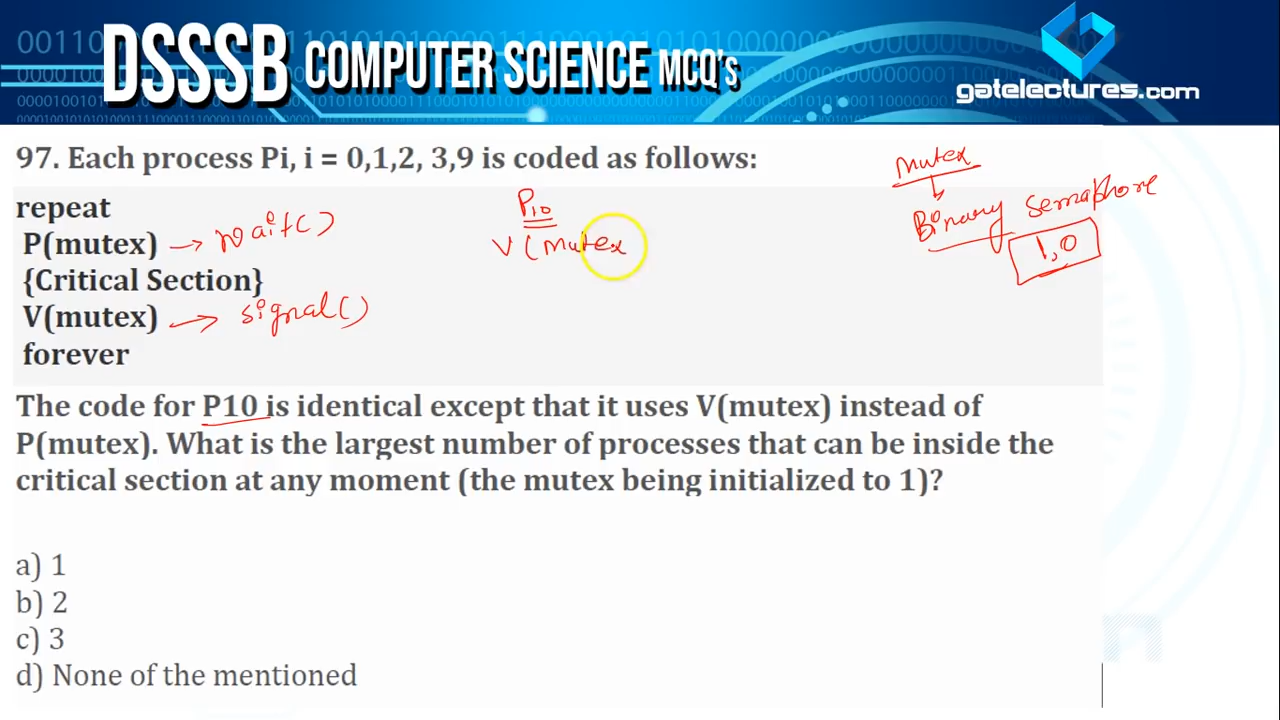 DSSSB COMPUTER SCIENCE MCQ's
gatelectures.com
97. Each process Pi, i = 0,1,2, 3,9 is coded as follows:
repeat
P(mutex) → wait()
{Critical Section}
V(mutex) → signal()
forever
P10
V(mutex
mutex
Binary Semaphore
1,0
The code for P10 is identical except that it uses V(mutex) instead of
P(mutex). What is the largest number of processes that can be inside the
critical section at any moment (the mutex being initialized to 1)?
a) 1
b) 2
c) 3
d) None of the mentioned